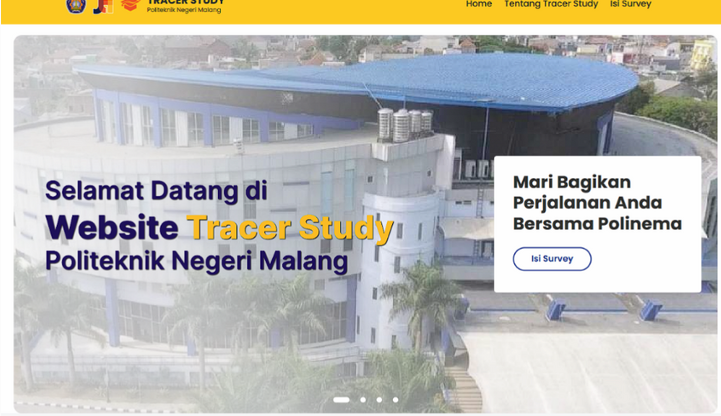 TRACER STUDY
Politeknik Negeri Malang
Home Tentang Tracer Study Isi Survey
Selamat Datang di
Website Tracer Study
Politeknik Negeri Malang
Mari Bagikan
Perjalanan Anda
Bersama Polinema
Isi Survey